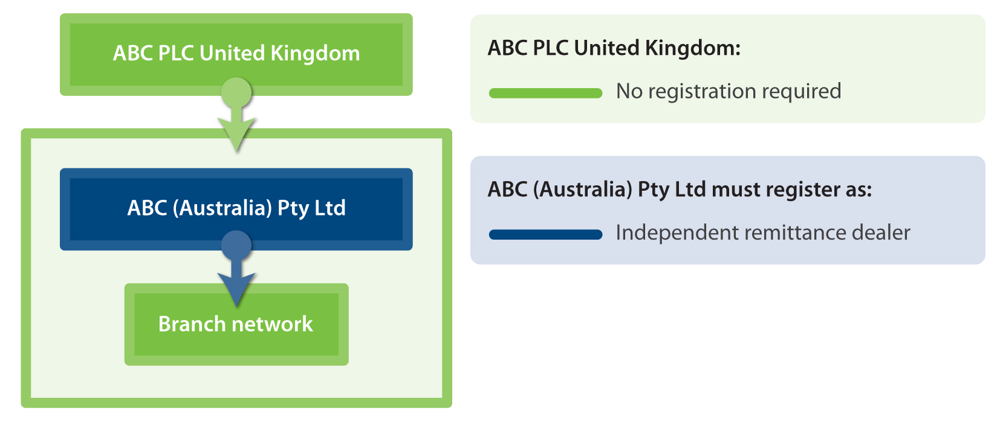 ABC PLC United Kingdom
ABC (Australia) Pty Ltd
Branch network
ABC PLC United Kingdom:
No registration required
ABC (Australia) Pty Ltd must register as:
Independent remittance dealer